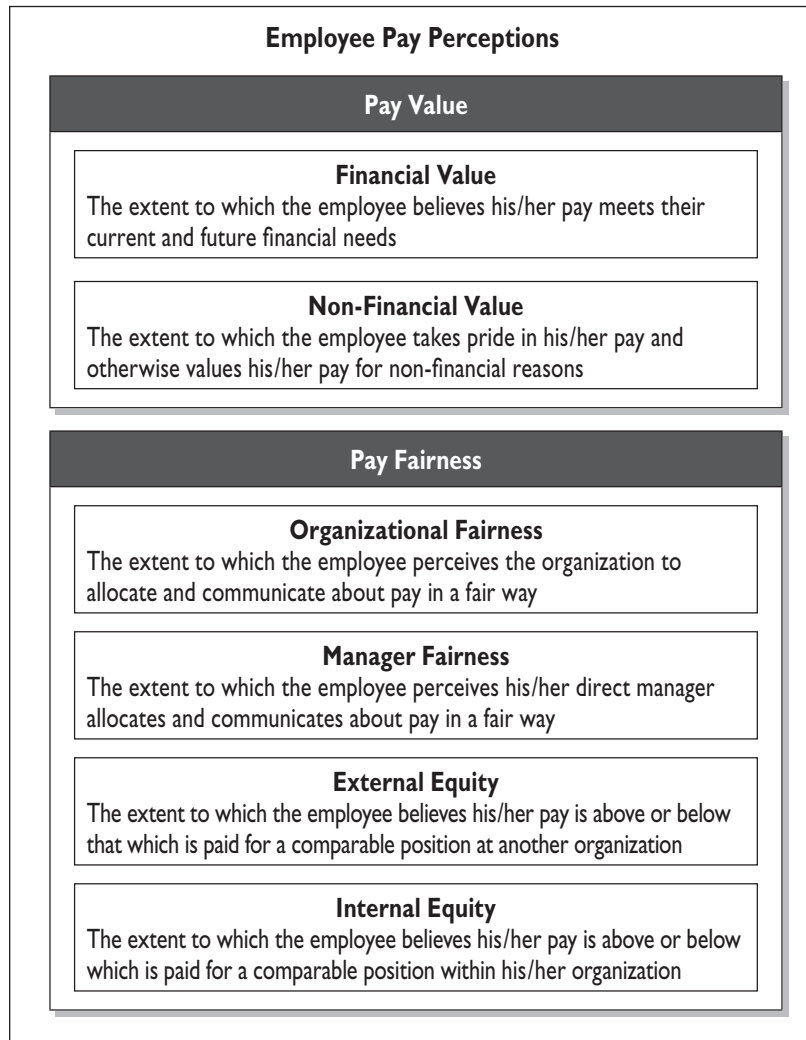 Employee Pay Perceptions
Pay Value
Financial Value
The extent to which the employee believes his/her pay meets their
current and future financial needs
Non-Financial Value
The extent to which the employee takes pride in his/her pay and
otherwise values his/her pay for non-financial reasons
Pay Fairness
Organizational Fairness
The extent to which the employee perceives the organization to
allocate and communicate about pay in a fair way
Manager Fairness
The extent to which the employee perceives his/her direct manager
allocates and communicates about pay in a fair way
External Equity
The extent to which the employee believes his/her pay is above or below
that which is paid for a comparable position at another organization
Internal Equity
The extent to which the employee believes his/her pay is above or below
which is paid for a comparable position within his/her organization